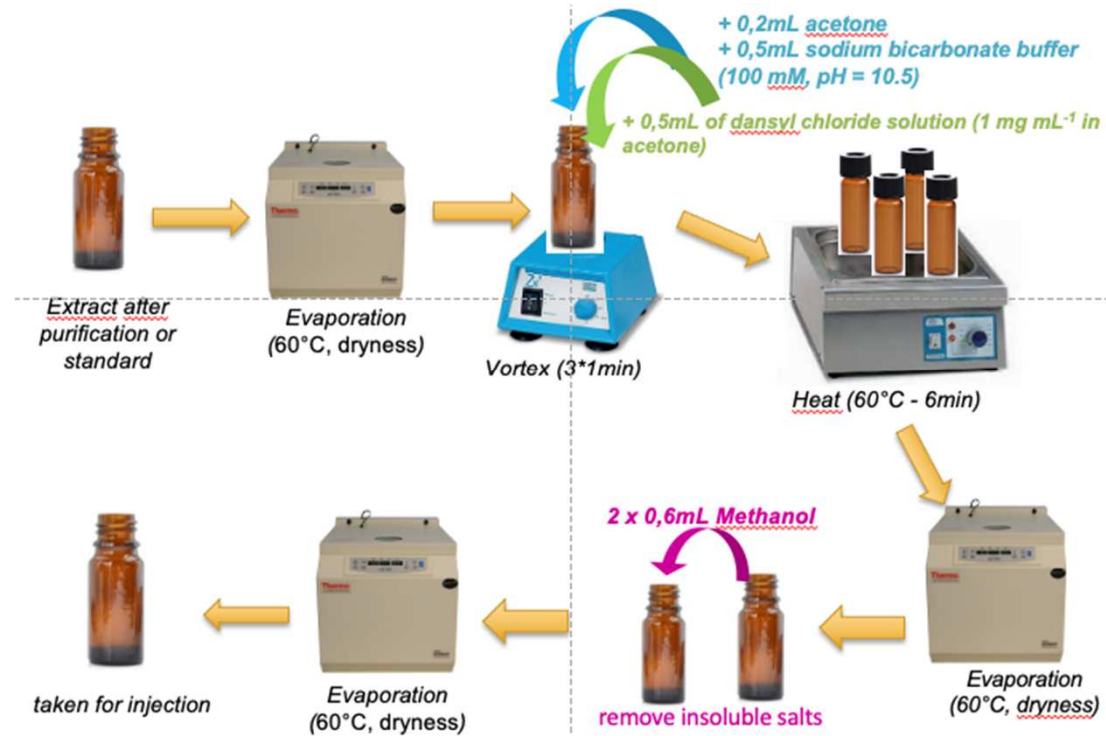 + 0,2mL acetone
+ 0,5mL sodium bicarbonate buffer
(100 mM, pH = 10.5)
+ 0,5mL of dansyl chloride solution (1 mg mL⁻¹ in
acetone)
Thermo
Extract after
purification or
standard
Evaporation
(60°C, dryness)
Vortex (3*1min)
Heat (60°C - 6min)
2 x 0,6mL Methanol
Thermo
Thermo
taken for injection
Evaporation
(60°C, dryness)
remove insoluble salts
Evaporation
(60°C, dryness)